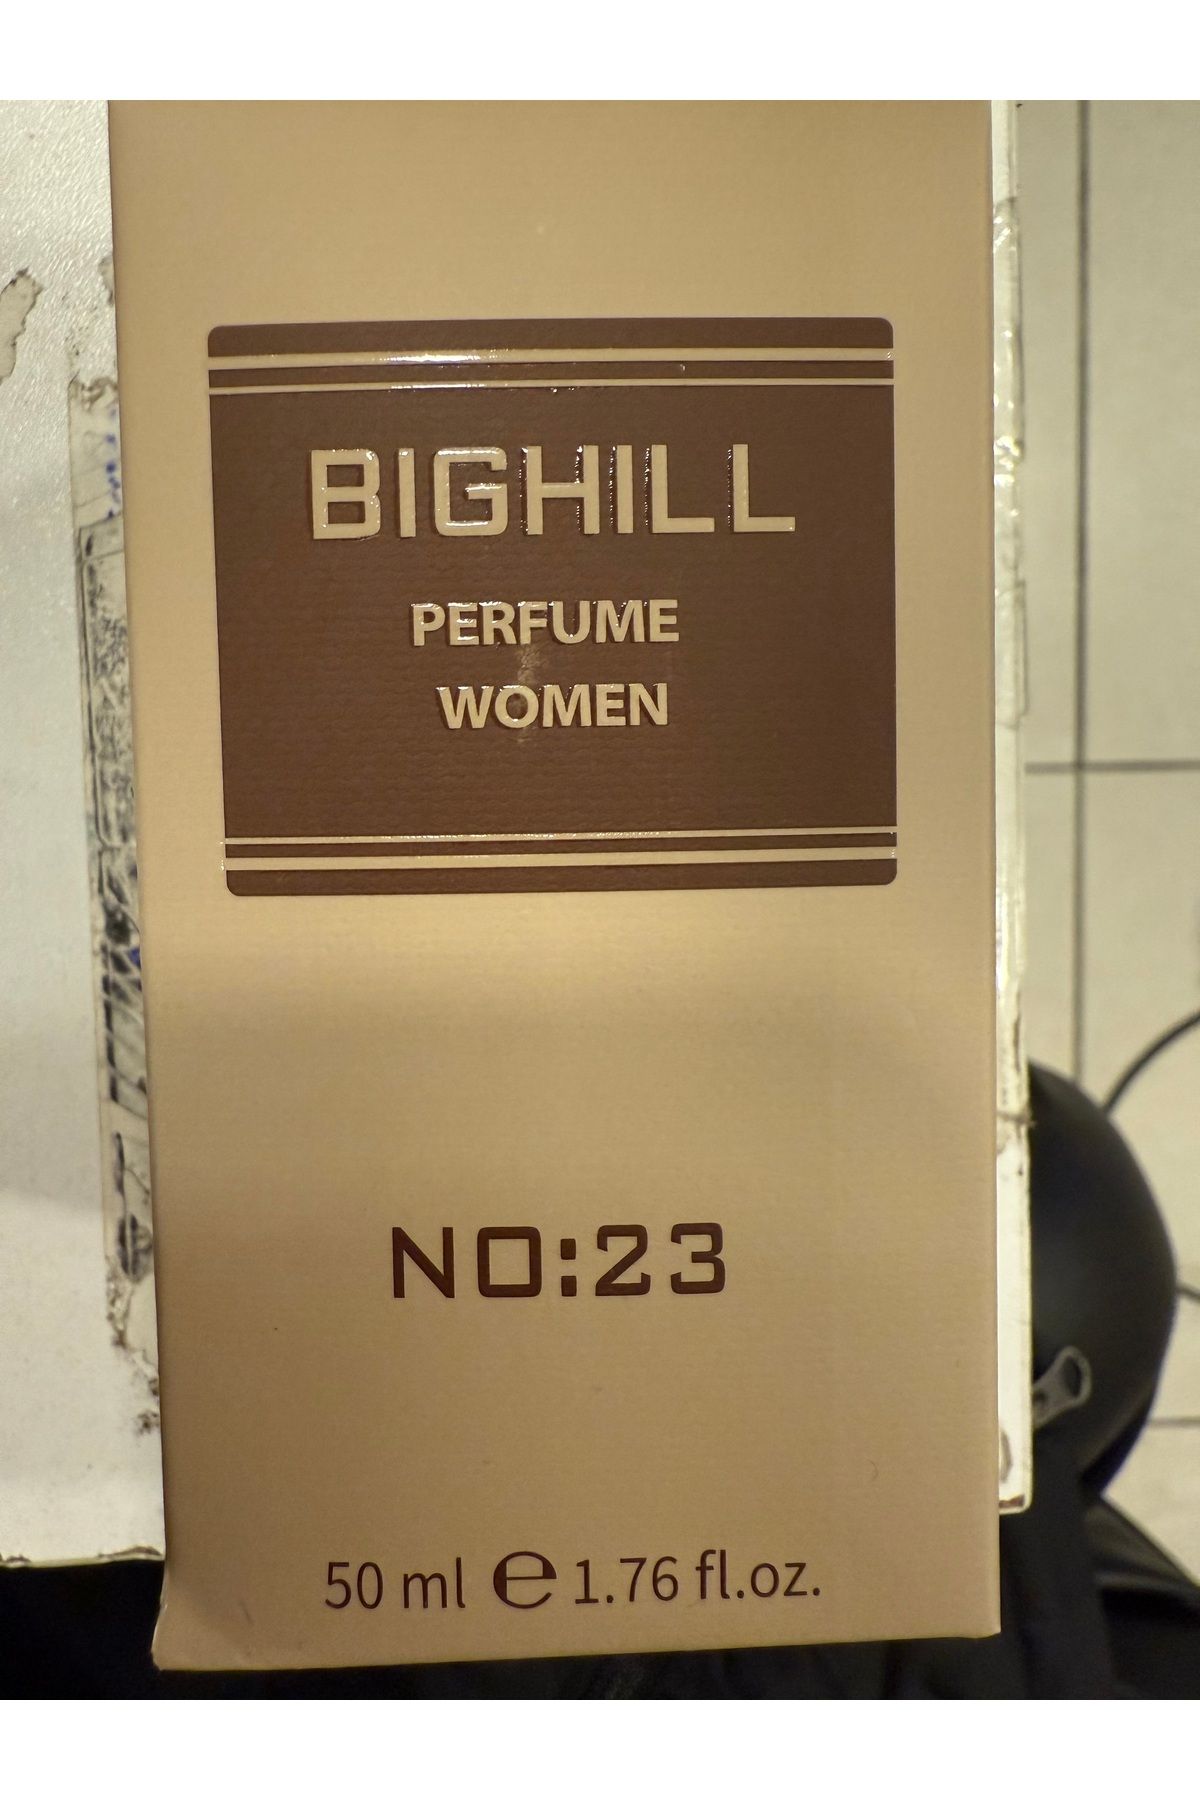 BIGHILL
PERFUME
WOMEN
NO:23
50 ml ℮ 1.76 fl.oz.